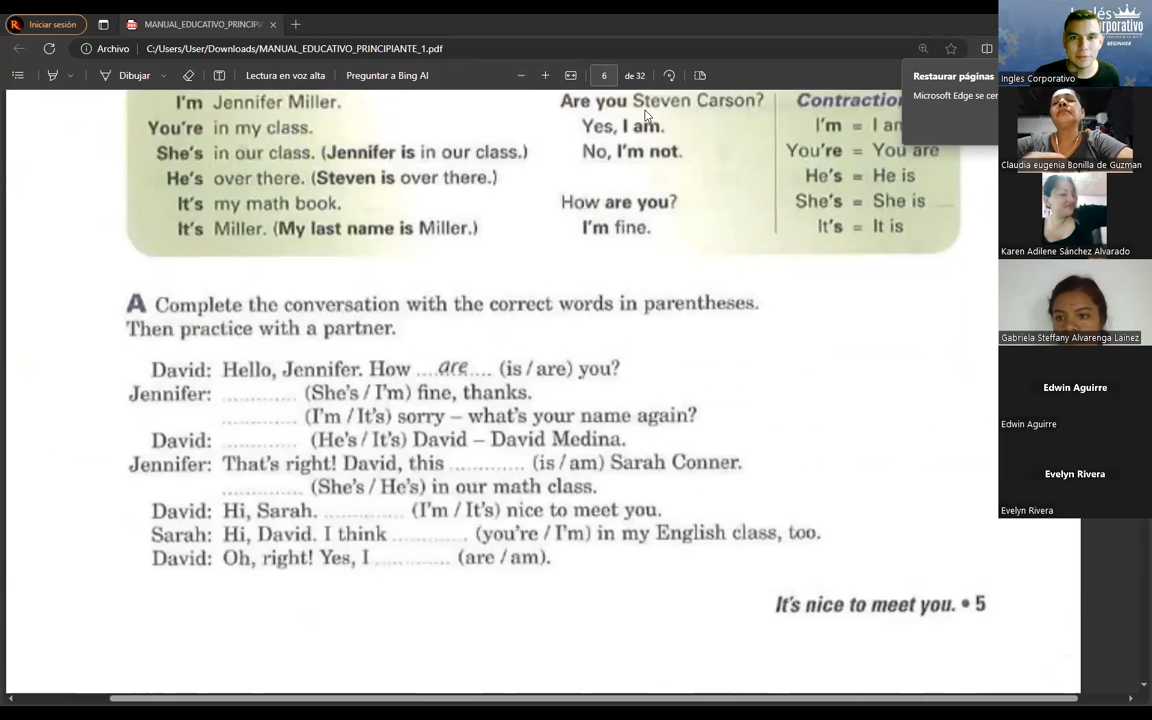 Iniciar sesión
MANUAL_EDUCATIVO_PRINCIPI
Archivo C:/Users/User/Downloads/MANUAL_EDUCATIVO_PRINCIPIANTE_1.pdf
Dibujar Lectura en voz alta Preguntar a Bing AI 6 de 32
Restaurar páginas
Microsoft Edge se cer
I'm Jennifer Miller.
You're in my class.
She's in our class. (Jennifer is in our class.)
He's over there. (Steven is over there.)
It's my math book.
It's Miller. (My last name is Miller.)
Are you Steven Carson?
Yes, I am.
No, I'm not.
How are you?
I'm fine.
Contractio
I'm = I am
You're = You are
He's = He is
She's = She is
It's = It is
A Complete the conversation with the correct words in parentheses.
Then practice with a partner.
David: Hello, Jennifer. How ....are.... (is / are) you?
Jennifer: ............ (She's / I'm) fine, thanks.
............ (I'm / It's) sorry – what's your name again?
David: ............ (He's / It's) David – David Medina.
Jennifer: That's right! David, this ............ (is / am) Sarah Conner.
............ (She's / He's) in our math class.
David: Hi, Sarah. ............ (I'm / It's) nice to meet you.
Sarah: Hi, David. I think ............ (you're / I'm) in my English class, too.
David: Oh, right! Yes, I ............ (are / am).
It's nice to meet you. • 5
Inglés
Corporativo
BEGINNER
Ingles Corporativo
Claudia eugenia Bonilla de Guzman
Karen Adilene Sánchez Alvarado
Gabriela Steffany Alvarenga Lainez
Edwin Aguirre
Edwin Aguirre
Evelyn Rivera
Evelyn Rivera